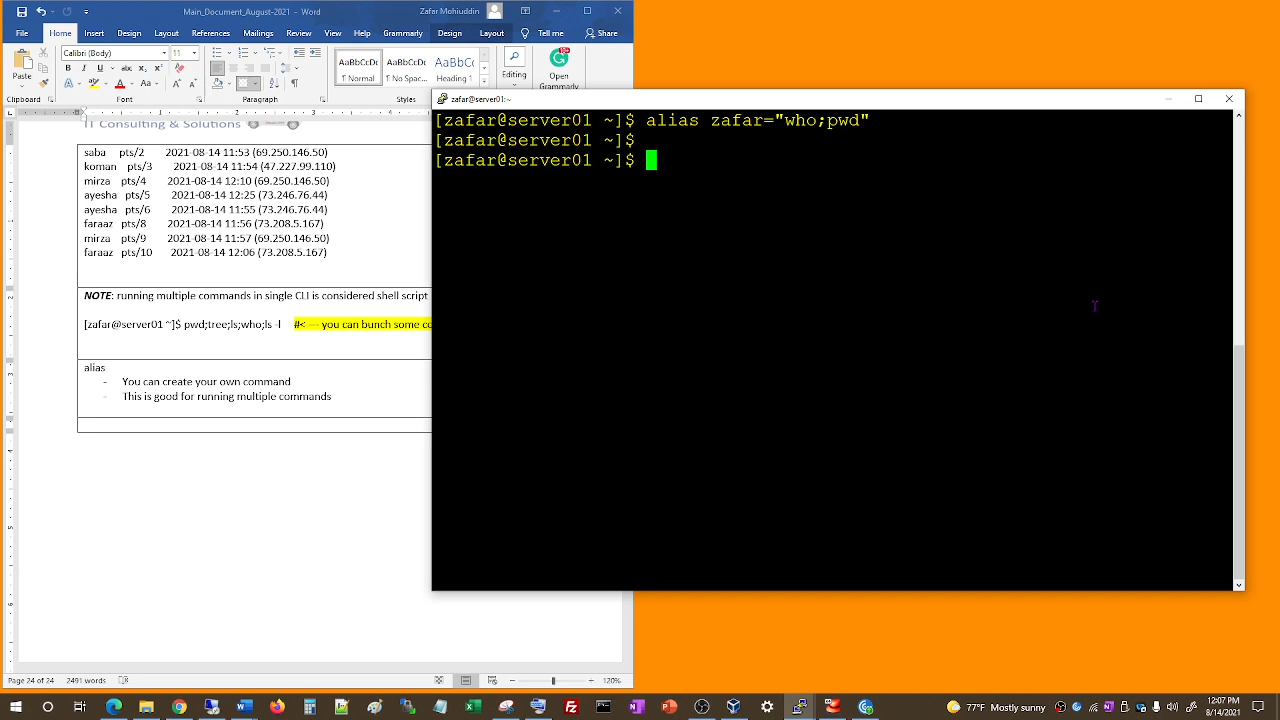 Main_Document_August-2021 - Word
Zafar Mohiuddin
File Home Insert Draw Design Layout References Mailings Review View Help Grammarly Design Layout Tell me Share
Paste
Calibri (Body) 11
AaBbCcDc AaBbCcDc AaBbCc
¶ Normal ¶ No Spac... Heading 1
Editing
Open
Grammarly
Clipboard Font Paragraph Styles
IT Consulting & Solutions
saba pts/2 2021-08-14 11:53 (69.250.146.50)
koman pts/3 2021-08-14 11:54 (47.227.99.110)
mirza pts/4 2021-08-14 12:10 (69.250.146.50)
ayesha pts/5 2021-08-14 12:25 (73.246.76.44)
ayesha pts/6 2021-08-14 11:55 (73.246.76.44)
faraaz pts/8 2021-08-14 11:56 (73.208.5.167)
mirza pts/9 2021-08-14 11:57 (69.250.146.50)
faraaz pts/10 2021-08-14 12:06 (73.208.5.167)
NOTE: running multiple commands in single CLI is considered shell script
[zafar@server01 ~]$ pwd;tree;ls;who;ls -l #< --- you can bunch some co
alias
- You can create your own command
- This is good for running multiple commands
Page 24 of 24 2491 words 120%
zafar@server01:~
[zafar@server01 ~]$ alias zafar="who;pwd"
[zafar@server01 ~]$
[zafar@server01 ~]$
77°F Mostly sunny
12:07 PM
8/14/2021